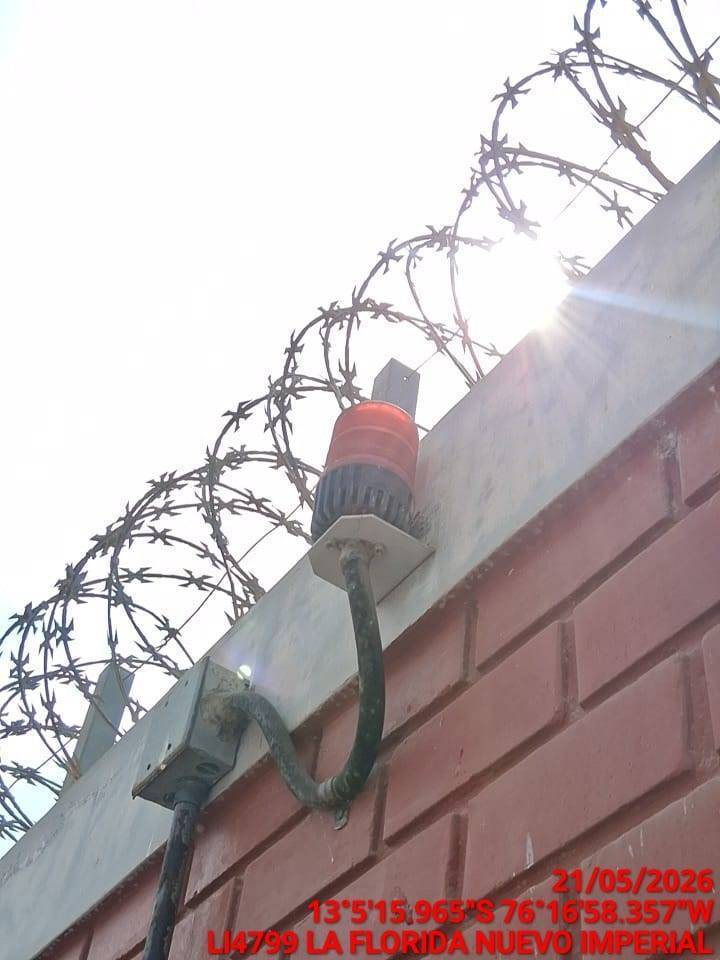 21/05/2026
13°5'15.965"S 76°16'58.357"W
LI4799 LA FLORIDA NUEVO IMPERIAL